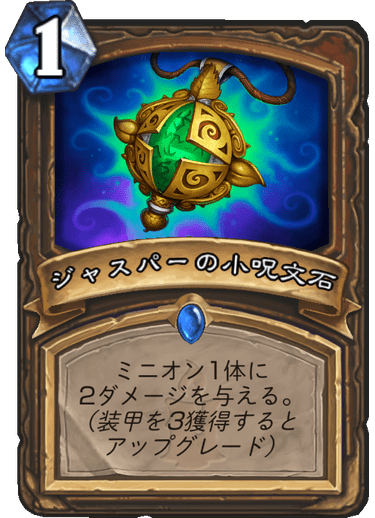 1
ジャスパーの小呪文石
ミニオン1体に
2ダメージを与える。
(装甲を3獲得すると
アップグレード)